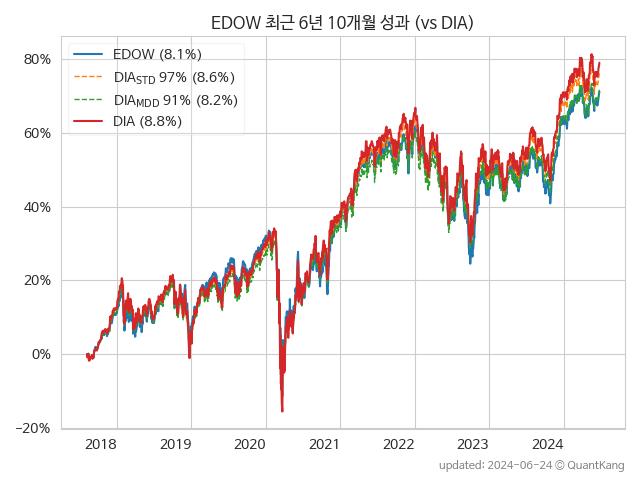 EDOW 최근 6년 10개월 성과 (vs DIA)
EDOW (8.1%)
DIA_STD 97% (8.6%)
DIA_MDD 91% (8.2%)
DIA (8.8%)
80%
60%
40%
20%
0%
−20%
2018 2019 2020 2021 2022 2023 2024
updated: 2024-06-24 © QuantKang